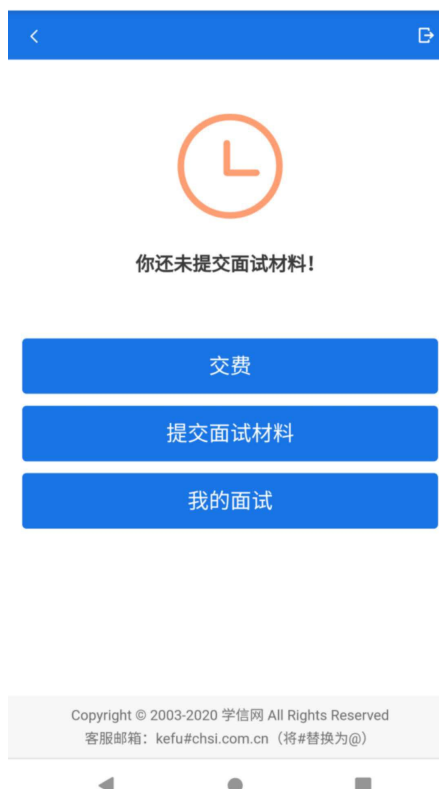 你还未提交面试材料！
交费
提交面试材料
我的面试
Copyright © 2003-2020 学信网 All Rights Reserved
客服邮箱：kefu#chsi.com.cn（将#替换为@）